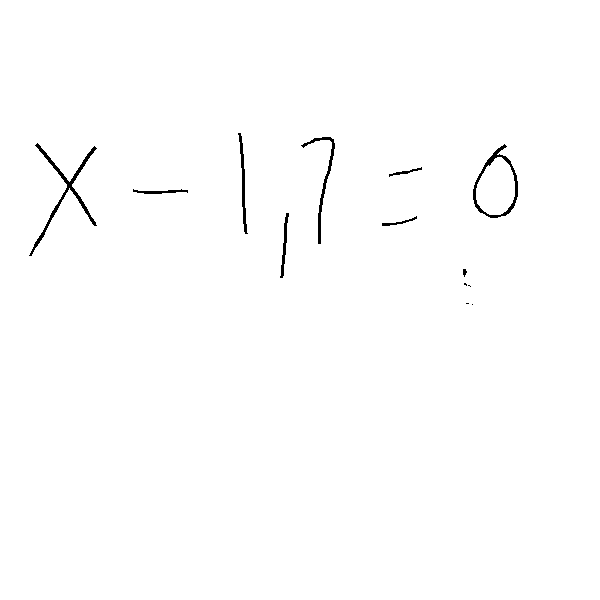 X - 1,7 = 0